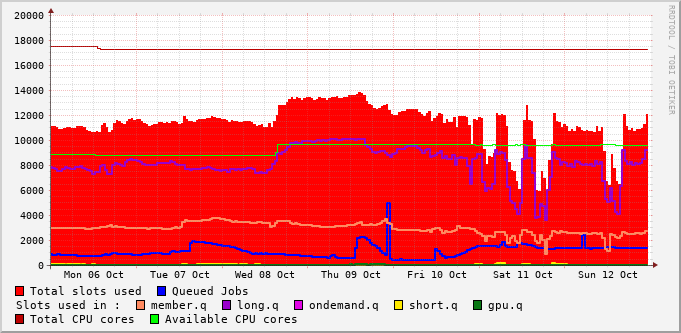 20000
18000
16000
14000
12000
10000
8000
6000
4000
2000
0
Mon 06 Oct Tue 07 Oct Wed 08 Oct Thu 09 Oct Fri 10 Oct Sat 11 Oct Sun 12 Oct
RRDTOOL / TOBI OETIKER
Total slots used Queued Jobs
Slots used in : member.q long.q ondemand.q short.q gpu.q
Total CPU cores Available CPU cores